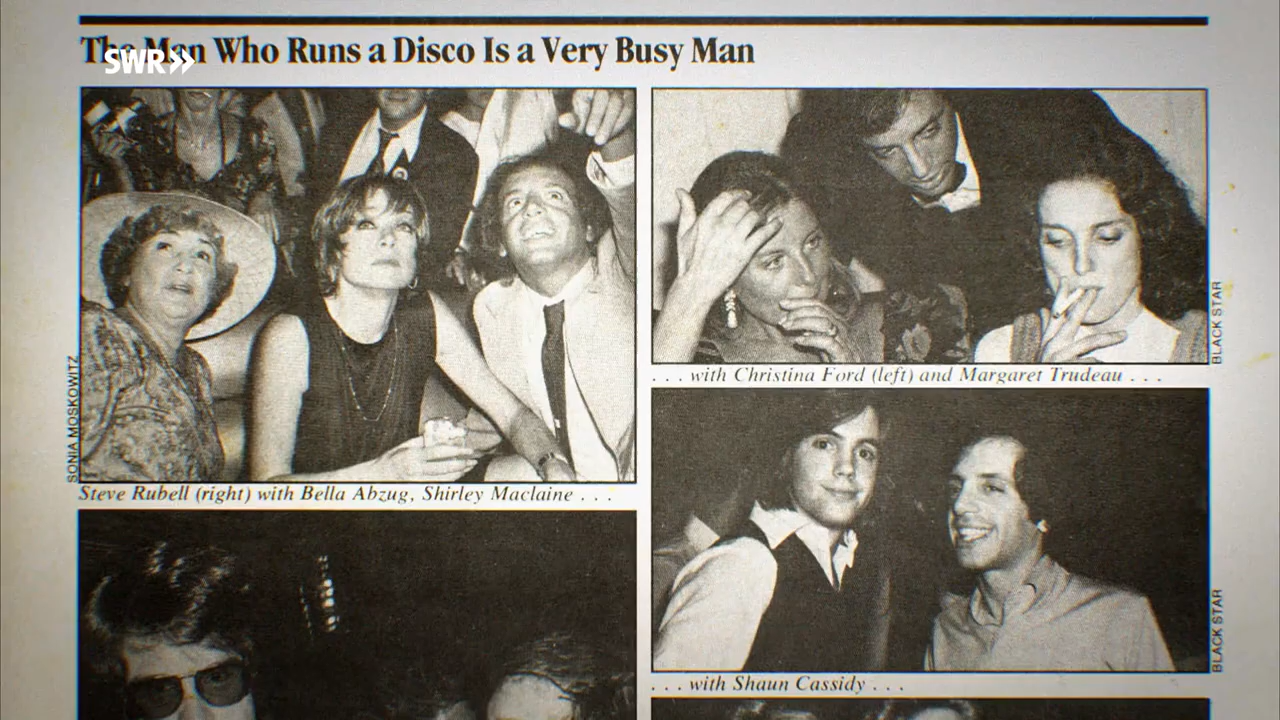 The Man Who Runs a Disco Is a Very Busy Man
SWR
SONIA MOSKOWITZ
Steve Rubell (right) with Bella Abzug, Shirley Maclaine . . .
BLACK STAR
. . . with Christina Ford (left) and Margaret Trudeau . . .
BLACK STAR
. . . with Shaun Cassidy . . .